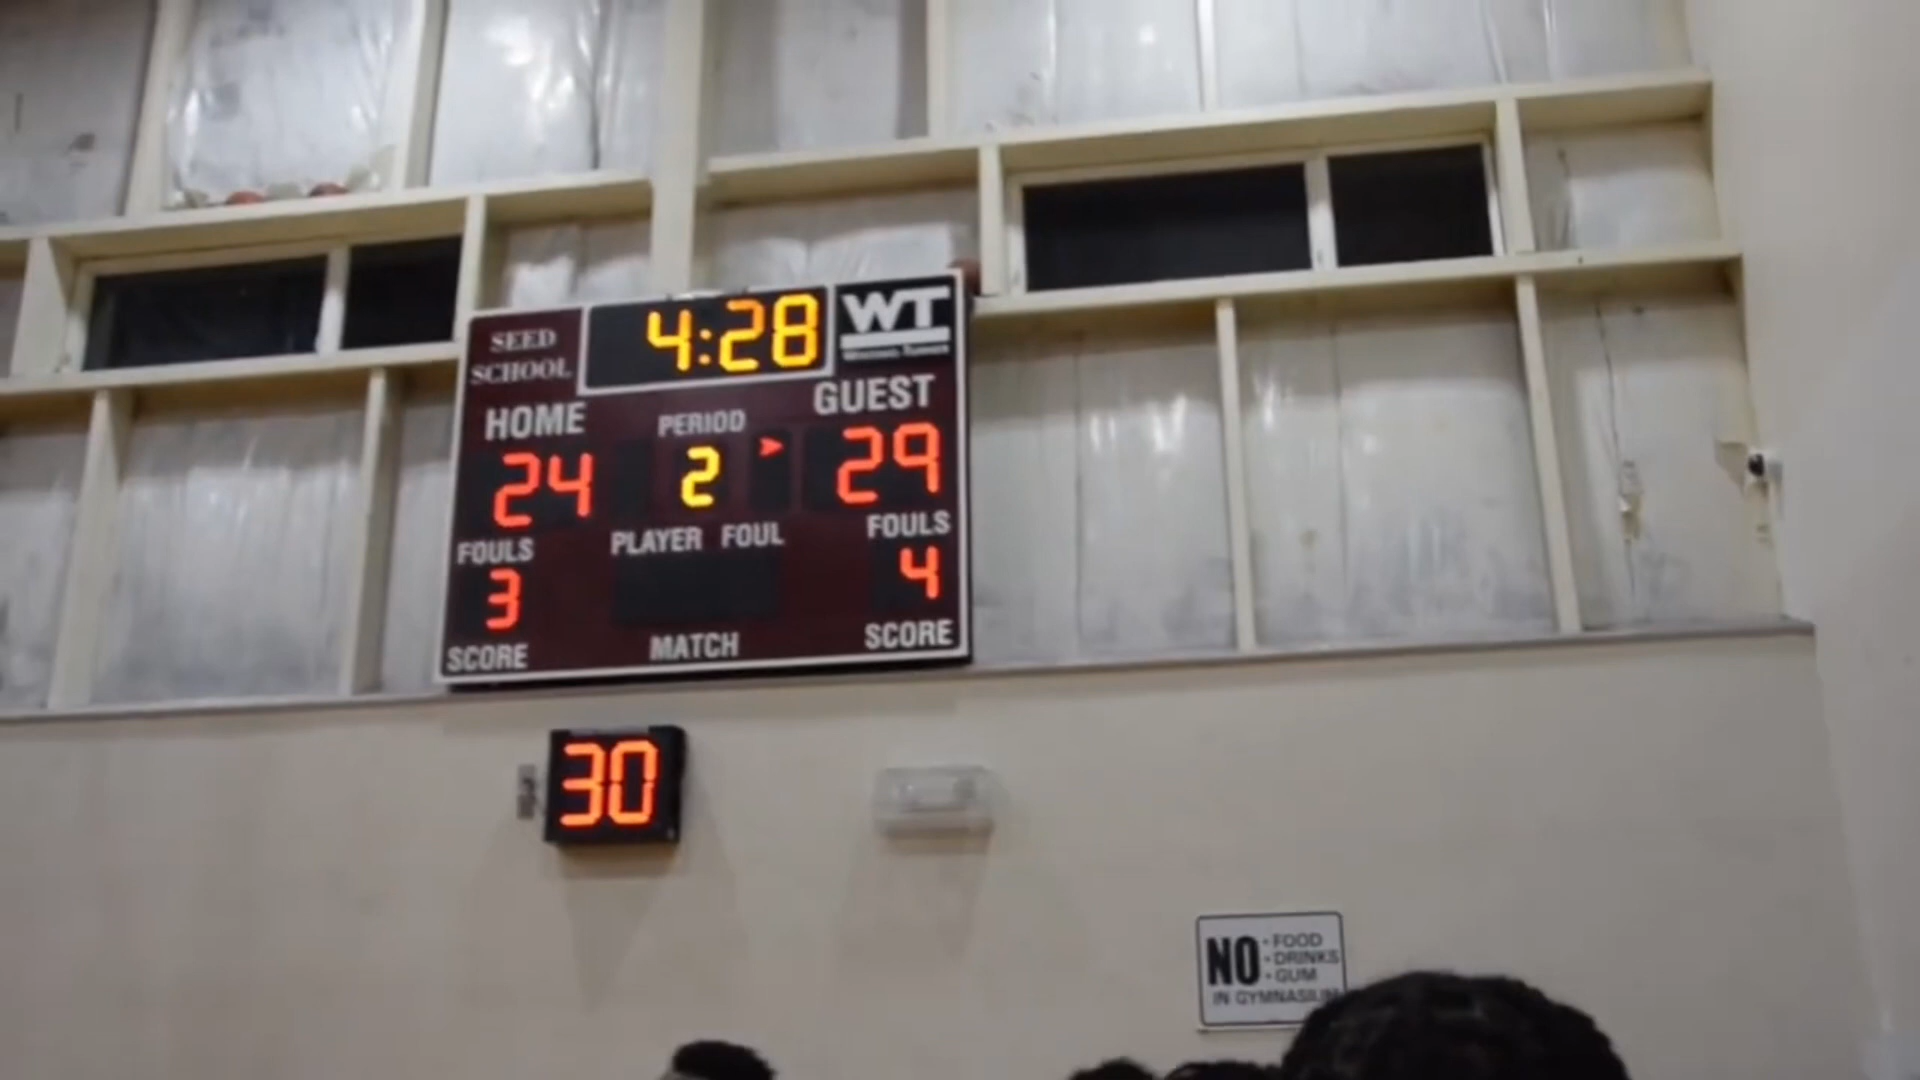 SEED
SCHOOL
4:28
WT
HOME
PERIOD
GUEST
24
2
29
FOULS
PLAYER FOUL
FOULS
3
4
SCORE
MATCH
SCORE
30
NO
• FOOD
• DRINKS
• GUM
IN GYMNASIUM